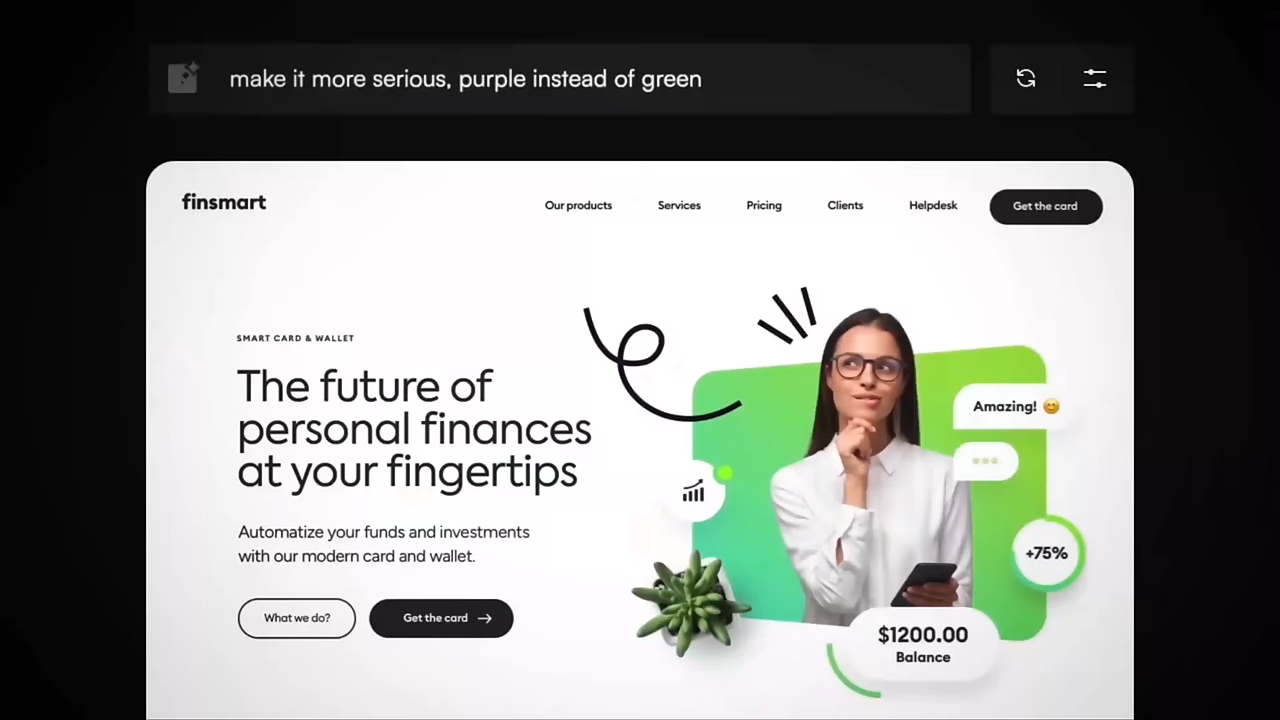 make it more serious, purple instead of green
finsmart
Our products
Services
Pricing
Clients
Helpdesk
Get the card
SMART CARD & WALLET
The future of
personal finances
at your fingertips
Automatize your funds and investments
with our modern card and wallet.
What we do?
Get the card
Amazing! 😊
+75%
$1200.00
Balance